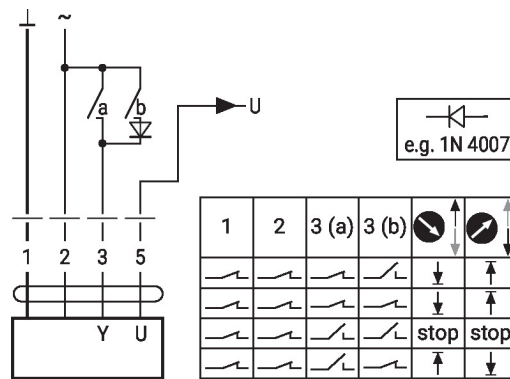 ⊥ ~
a b
U
e.g. 1N 4007
1 2 3 5
Y U
1 2 3 (a) 3 (b)
stop stop